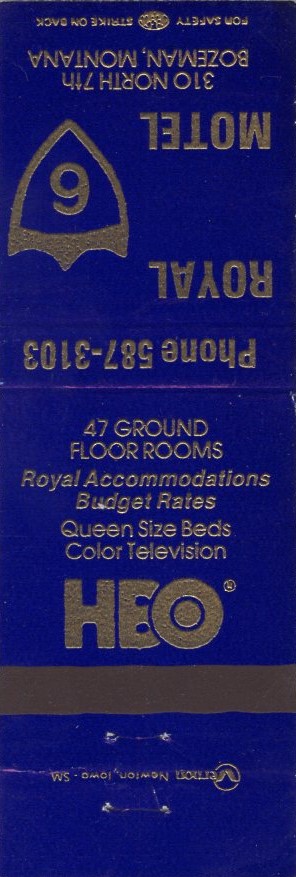 Phone 587-3103
ROYAL
6
MOTEL
310 NORTH 7th
BOZEMAN, MONTANA
FOR SAFETY STRIKE ON BACK
47 GROUND
FLOOR ROOMS
Royal Accommodations
Budget Rates
Queen Size Beds
Color Television
HBO®
Newton, Iowa - SM